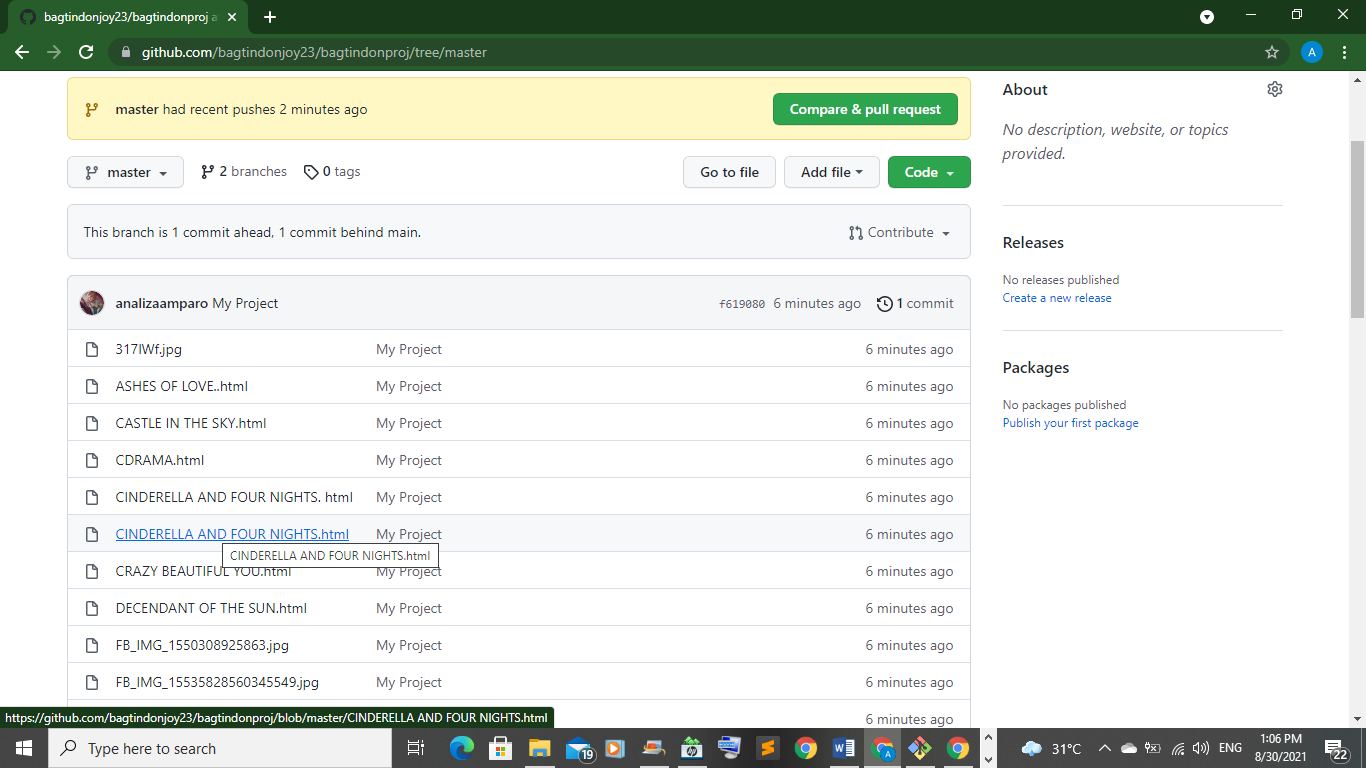 bagtindonjoy23/bagtindonproj a
github.com/bagtindonjoy23/bagtindonproj/tree/master
A
master had recent pushes 2 minutes ago
Compare & pull request
master
2 branches
0 tags
Go to file
Add file
Code
This branch is 1 commit ahead, 1 commit behind main.
Contribute
analizaamparo My Project
f619080 6 minutes ago
1 commit
317lWf.jpg My Project 6 minutes ago
ASHES OF LOVE..html My Project 6 minutes ago
CASTLE IN THE SKY.html My Project 6 minutes ago
CDRAMA.html My Project 6 minutes ago
CINDERELLA AND FOUR NIGHTS. html My Project 6 minutes ago
CINDERELLA AND FOUR NIGHTS.html My Project 6 minutes ago
CINDERELLA AND FOUR NIGHTS.html
CRAZY BEAUTIFUL YOU.html My Project 6 minutes ago
DECENDANT OF THE SUN.html My Project 6 minutes ago
FB_IMG_1550308925863.jpg My Project 6 minutes ago
FB_IMG_15535828560345549.jpg My Project 6 minutes ago
6 minutes ago
About
No description, website, or topics
provided.
Releases
No releases published
Create a new release
Packages
No packages published
Publish your first package
https://github.com/bagtindonjoy23/bagtindonproj/blob/master/CINDERELLA AND FOUR NIGHTS.html
Type here to search
19
A
31°C
ENG
1:06 PM
8/30/2021
22